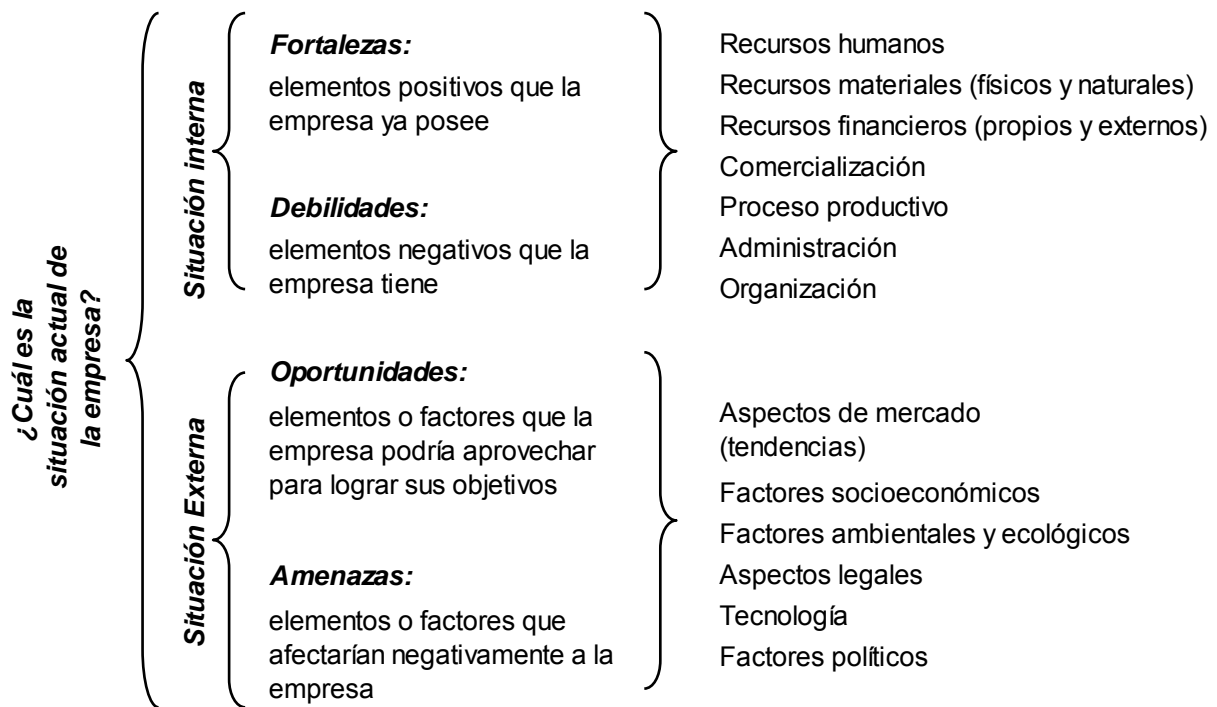 ¿Cuál es la
situación actual de
la empresa?
Situación interna
Fortalezas:
elementos positivos que la
empresa ya posee
Debilidades:
elementos negativos que la
empresa tiene
Recursos humanos
Recursos materiales (físicos y naturales)
Recursos financieros (propios y externos)
Comercialización
Proceso productivo
Administración
Organización
Situación Externa
Oportunidades:
elementos o factores que la
empresa podría aprovechar
para lograr sus objetivos
Amenazas:
elementos o factores que
afectarían negativamente a la
empresa
Aspectos de mercado
(tendencias)
Factores socioeconómicos
Factores ambientales y ecológicos
Aspectos legales
Tecnología
Factores políticos